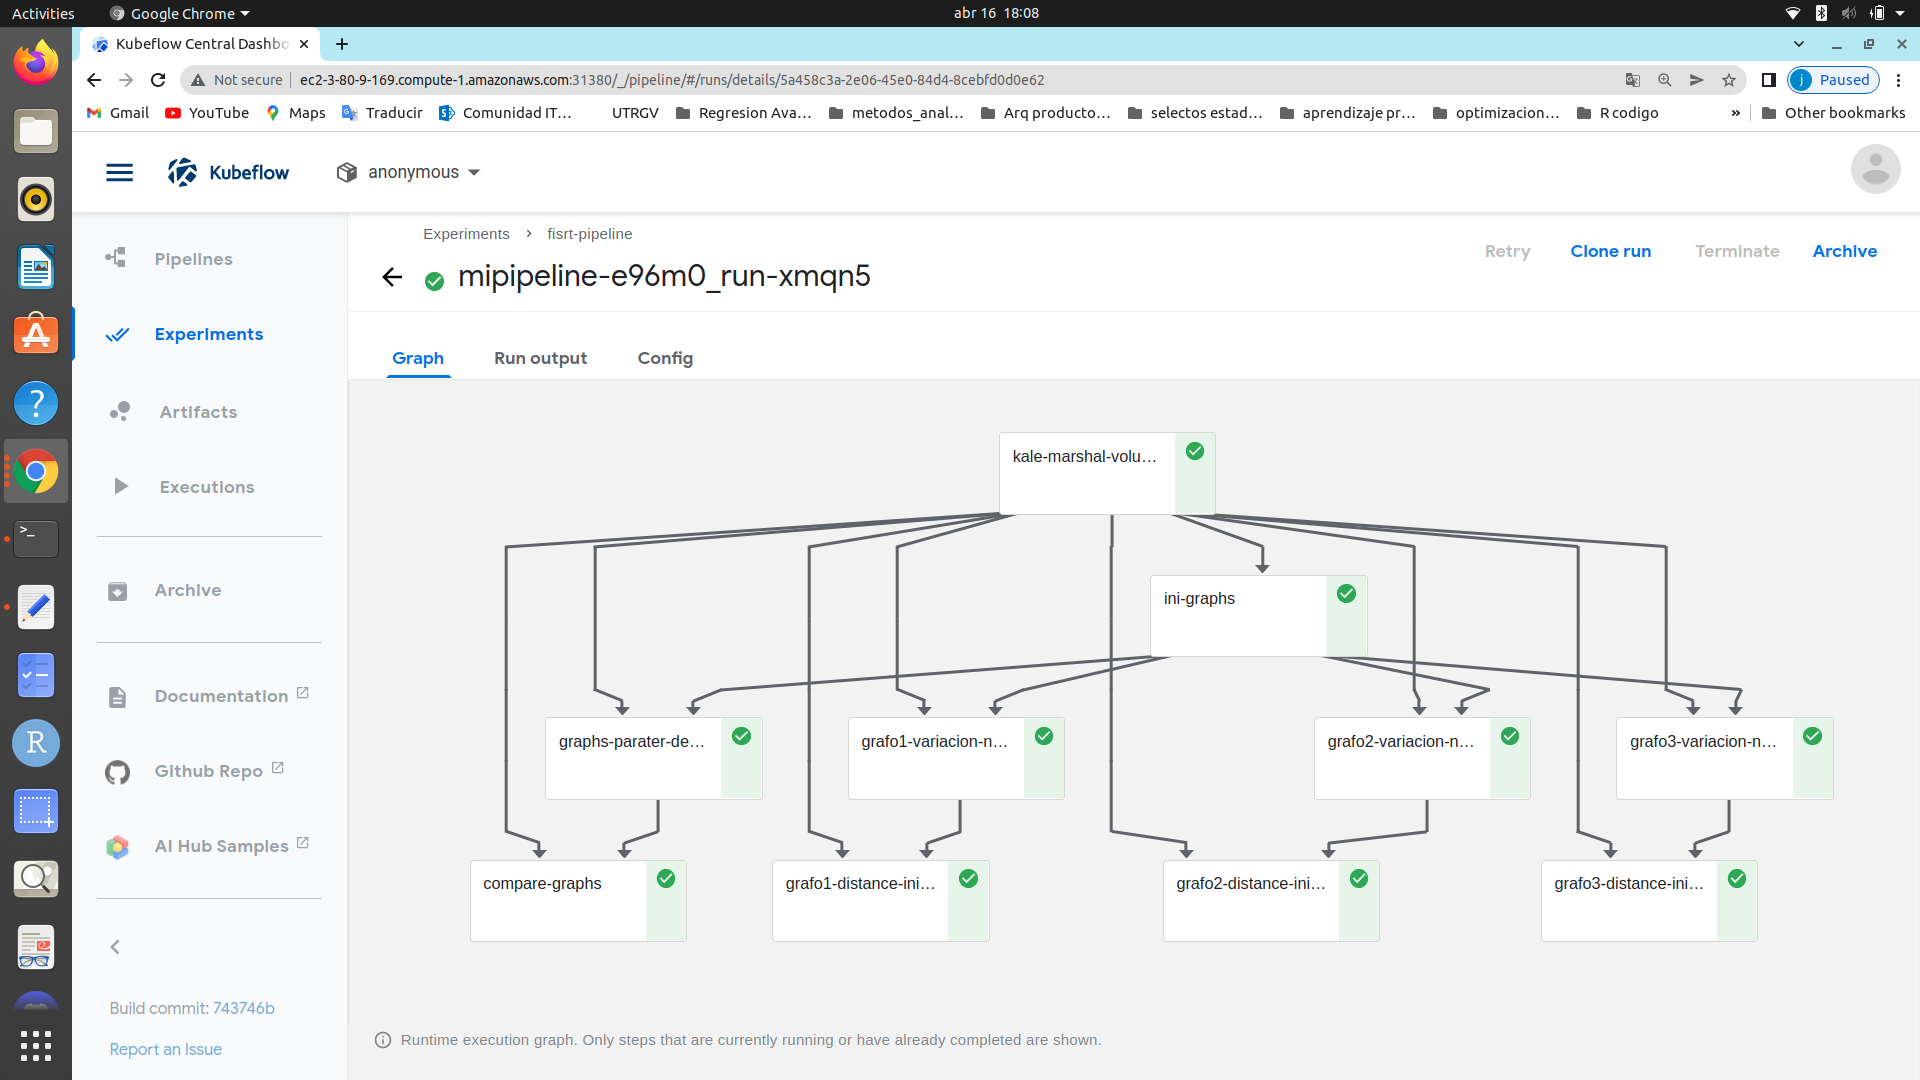 Activities
Google Chrome
abr 16 18:08
Kubeflow Central Dashbo
Not secure
ec2-3-80-9-169.compute-1.amazonaws.com:31380/_/pipeline/#/runs/details/5a458c3a-2e06-45e0-84d4-8cebfd0d0e62
j Paused
Gmail
YouTube
Maps
Traducir
Comunidad IT…
UTRGV
Regresion Ava…
metodos_anal…
Arq producto…
selectos estad…
aprendizaje pr…
optimizacion…
R codigo
»
Other bookmarks
Kubeflow
anonymous
Pipelines
Experiments
Artifacts
Executions
Archive
Documentation
Github Repo
AI Hub Samples
Build commit: 743746b
Report an Issue
Experiments > fisrt-pipeline
mipipeline-e96m0_run-xmqn5
Retry
Clone run
Terminate
Archive
Graph
Run output
Config
kale-marshal-volu…
ini-graphs
graphs-parater-de…
grafo1-variacion-n…
grafo2-variacion-n…
grafo3-variacion-n…
compare-graphs
grafo1-distance-ini…
grafo2-distance-ini…
grafo3-distance-ini…
Runtime execution graph. Only steps that are currently running or have already completed are shown.